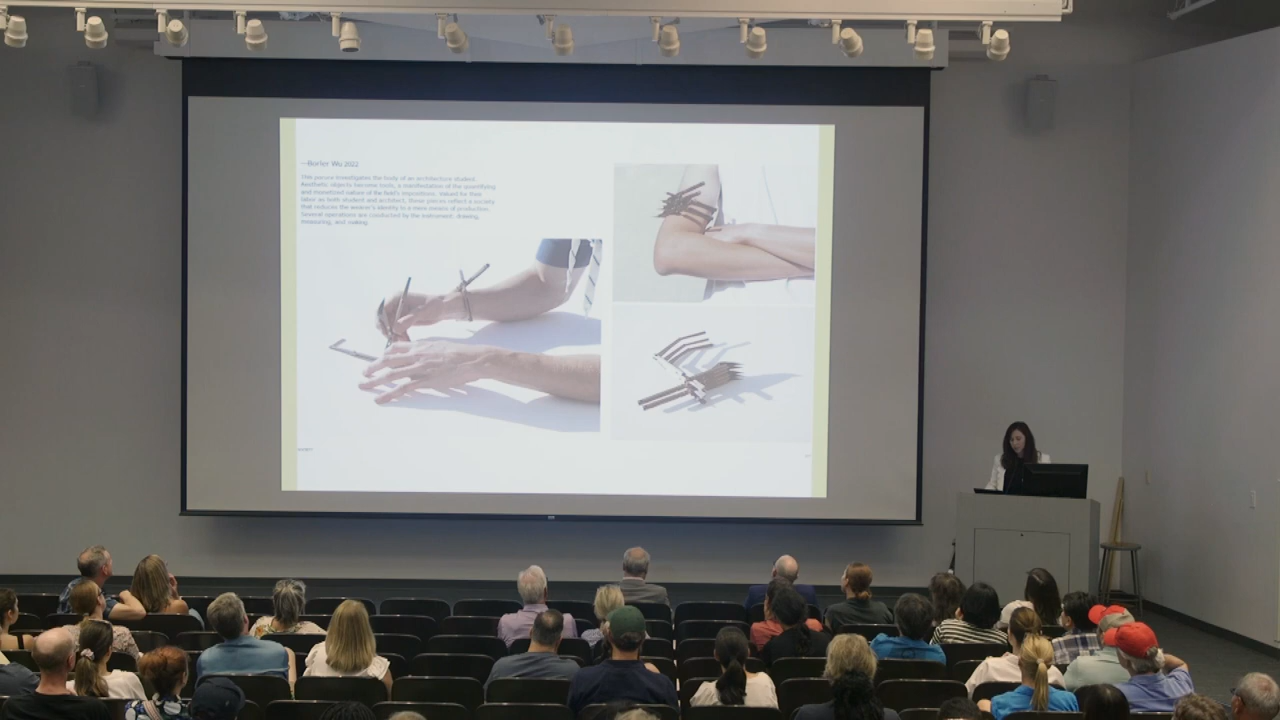 —Borler Wu 2022
This parure investigates the body of an architecture student.
Aesthetic objects become tools, a manifestation of the quantifying
and monetized nature of the field's impositions. Valued for their
labor as both student and architect, these pieces reflect a society
that reduces the wearer's identity to a mere means of production.
Several operations are conducted by the instrument: drawing,
measuring, and making.